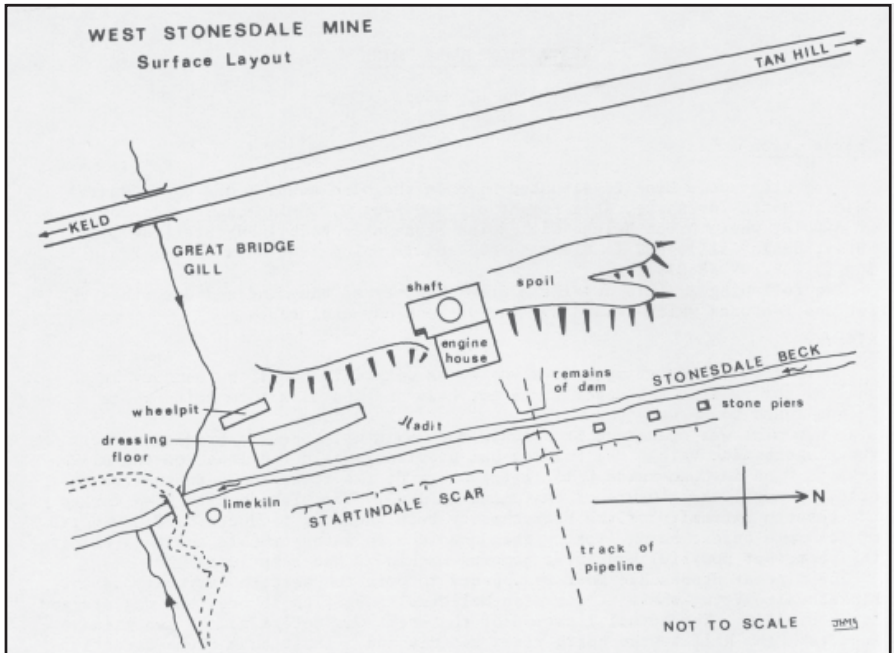 WEST STONESDALE MINE
Surface Layout
TAN HILL
KELD
GREAT BRIDGE
GILL
shaft
spoil
engine
house
remains
of dam
STONESDALE BECK
wheelpit
dressing
floor
adit
stone piers
limekiln
STARTINDALE SCAR
N
track of
pipeline
NOT TO SCALE